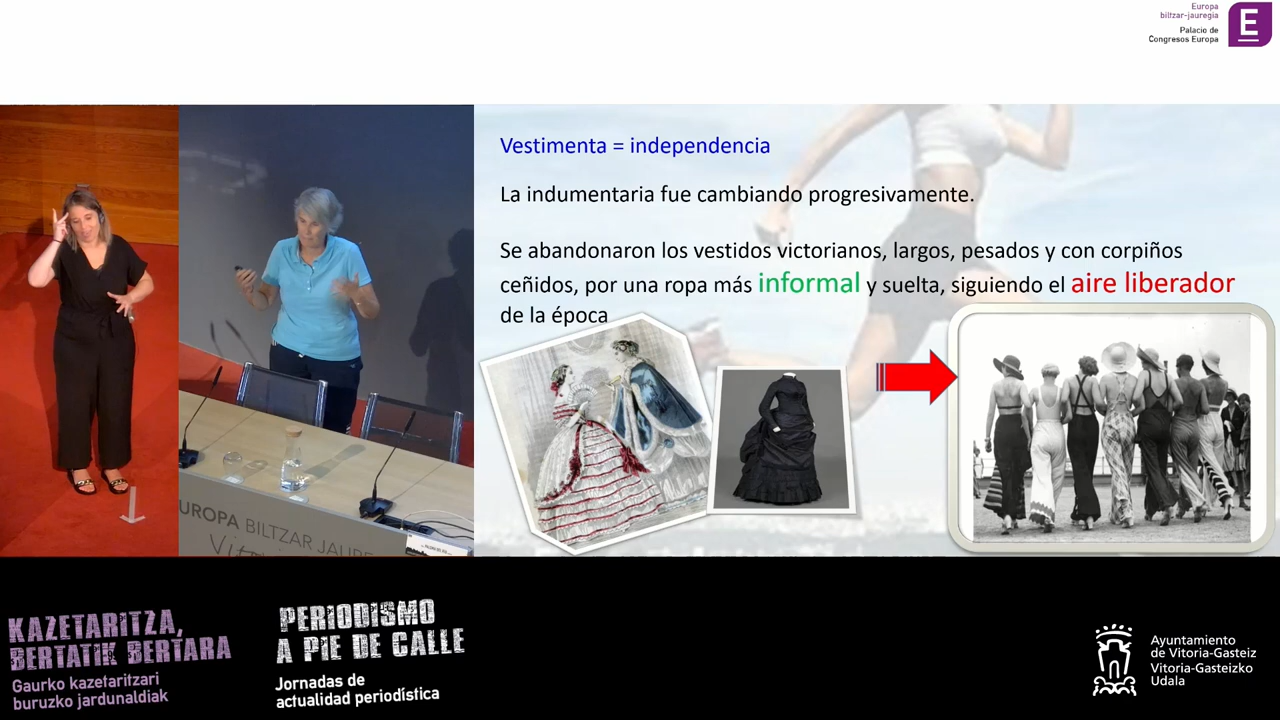 Europa
biltzar-jauregia
Palacio de
Congresos Europa
E
Vestimenta = independencia
La indumentaria fue cambiando progresivamente.
Se abandonaron los vestidos victorianos, largos, pesados y con corpiños
ceñidos, por una ropa más informal y suelta, siguiendo el aire liberador
de la época
UROPA BILTZAR JAURE
KAZETARITZA,
BERTATIK BERTARA
Gaurko kazetaritzari
buruzko jardunaldiak
PERIODISMO
A PIE DE CALLE
Jornadas de
actualidad periodística
Ayuntamiento
de Vitoria-Gasteiz
Vitoria-Gasteizko
Udala